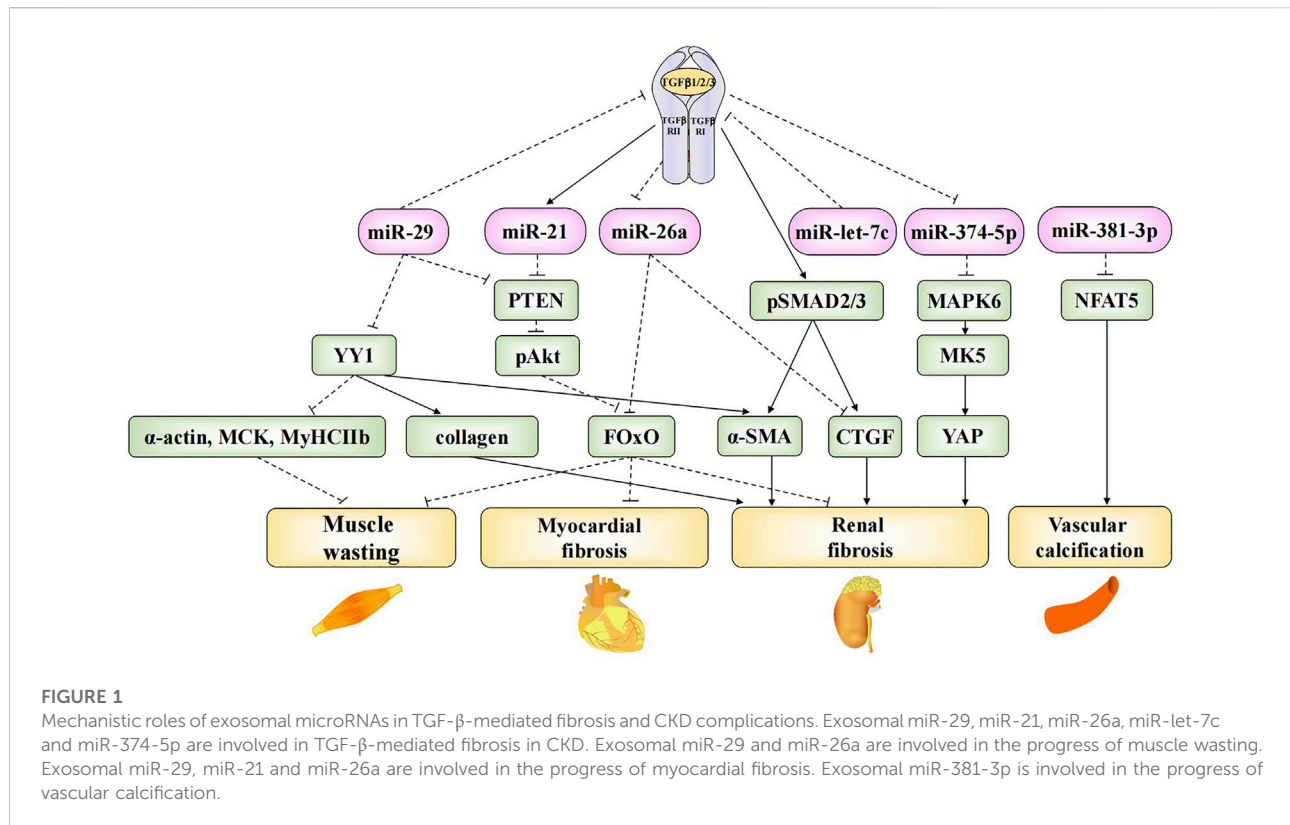 TGFβ1/2/3
TGFβ TGFβ
RII RI
miR-29 miR-21 miR-26a miR-let-7c miR-374-5p miR-381-3p
PTEN pSMAD2/3 MAPK6 NFAT5
YY1 pAkt MK5
α-actin, MCK, MyHCIIb collagen FOxO α-SMA CTGF YAP
Muscle Myocardial Renal Vascular
wasting fibrosis fibrosis calcification
FIGURE 1
Mechanistic roles of exosomal microRNAs in TGF-β-mediated fibrosis and CKD complications. Exosomal miR-29, miR-21, miR-26a, miR-let-7c
and miR-374-5p are involved in TGF-β-mediated fibrosis in CKD. Exosomal miR-29 and miR-26a are involved in the progress of muscle wasting.
Exosomal miR-29, miR-21 and miR-26a are involved in the progress of myocardial fibrosis. Exosomal miR-381-3p is involved in the progress of
vascular calcification.